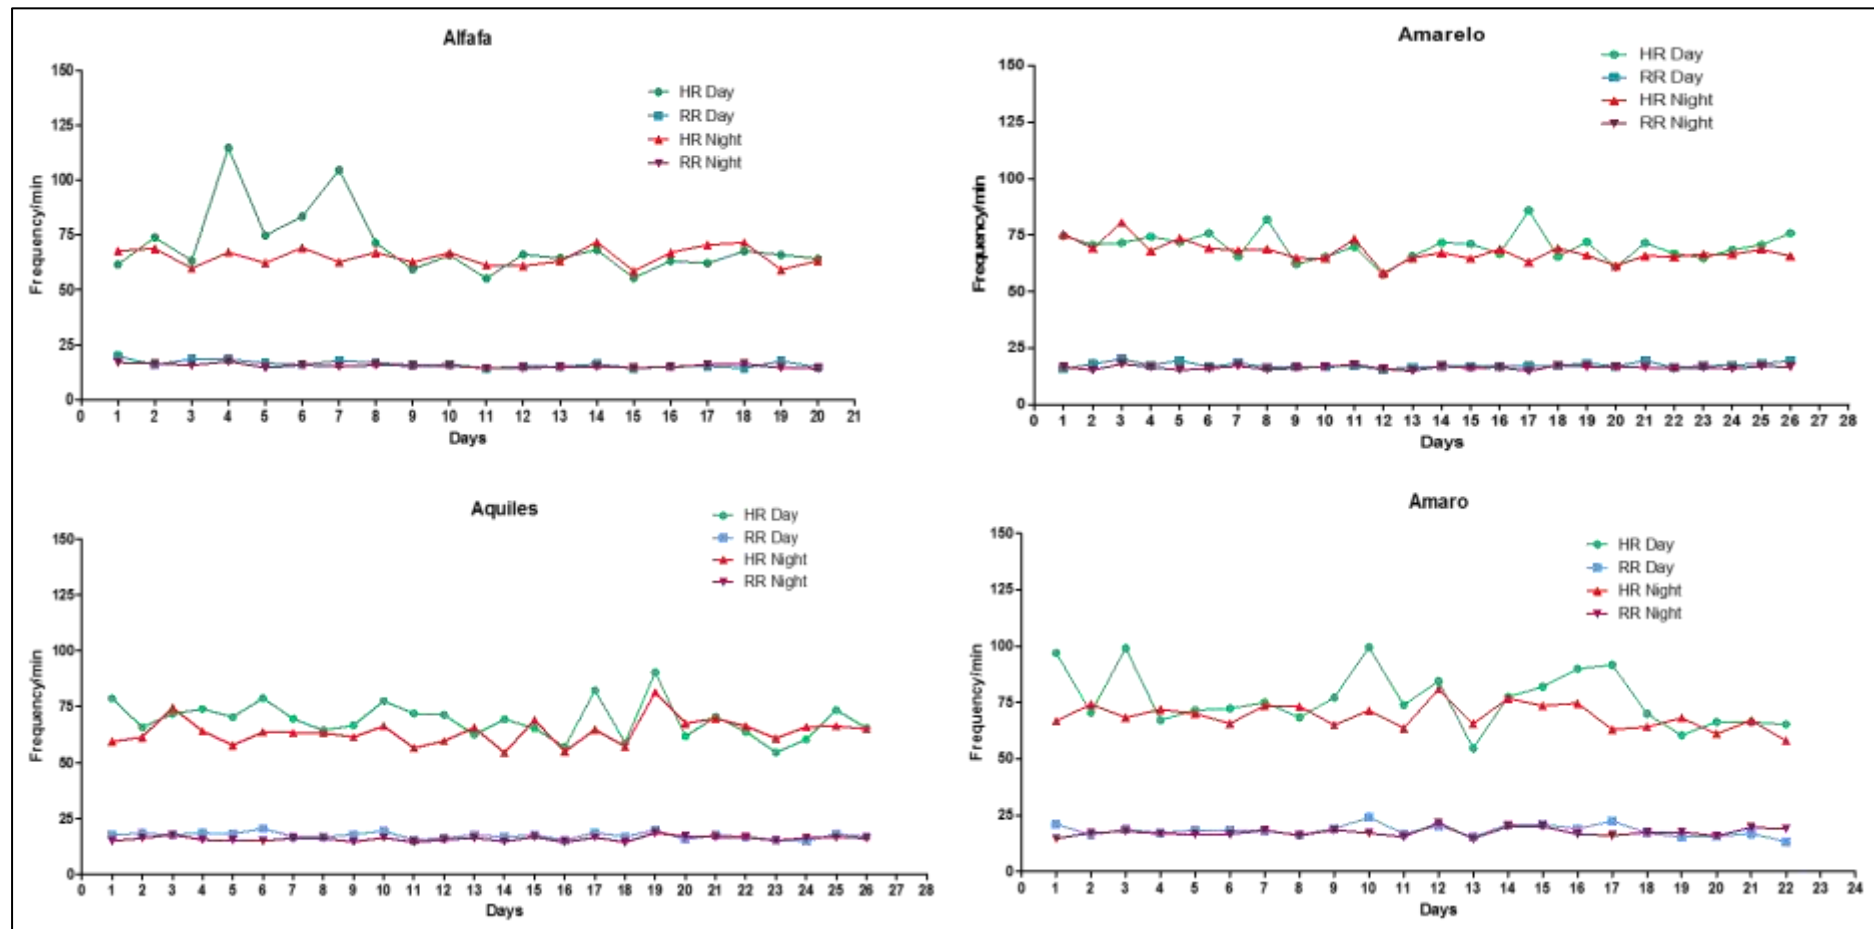 Alfafa
HR Day
RR Day
HR Night
RR Night
Frequency/min
150
125
100
75
50
25
0
0 1 2 3 4 5 6 7 8 9 10 11 12 13 14 15 16 17 18 19 20 21
Days
Amarelo
HR Day
RR Day
HR Night
RR Night
Frequency/min
150
125
100
75
50
25
0
0 1 2 3 4 5 6 7 8 9 10 11 12 13 14 15 16 17 18 19 20 21 22 23 24 25 26 27 28
Days
Aquiles
HR Day
RR Day
HR Night
RR Night
Frequency/min
150
125
100
75
50
25
0
0 1 2 3 4 5 6 7 8 9 10 11 12 13 14 15 16 17 18 19 20 21 22 23 24 25 26 27 28
Days
Amaro
HR Day
RR Day
HR Night
RR Night
Frequency/min
150
125
100
75
50
25
0
0 1 2 3 4 5 6 7 8 9 10 11 12 13 14 15 16 17 18 19 20 21 22 23 24
Days